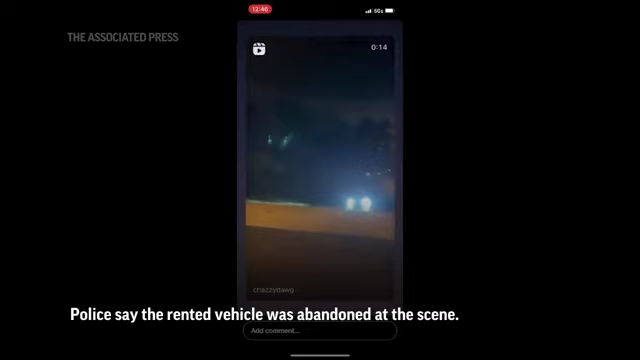 12:46
5G
THE ASSOCIATED PRESS
0:14
chazzydawg
Police say the rented vehicle was abandoned at the scene.
Add comment...